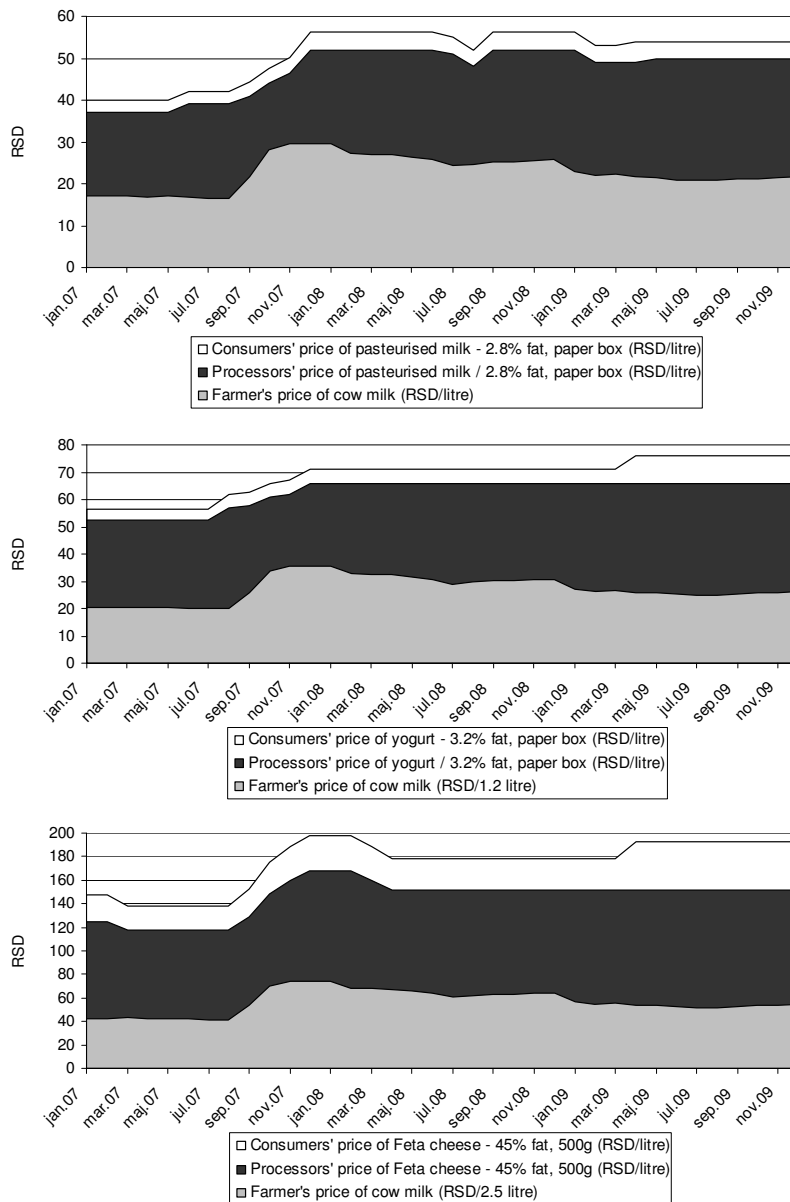 60
50
40
30
20
10
0
RSD
jan.07
mar.07
maj.07
jul.07
sep.07
nov.07
jan.08
mar.08
maj.08
jul.08
sep.08
nov.08
jan.09
mar.09
maj.09
jul.09
sep.09
nov.09
Consumers' price of pasteurised milk - 2.8% fat, paper box (RSD/litre)
Processors' price of pasteurised milk / 2.8% fat, paper box (RSD/litre)
Farmer's price of cow milk (RSD/litre)
80
70
60
50
40
30
20
10
0
RSD
jan.07
mar.07
maj.07
jul.07
sep.07
nov.07
jan.08
mar.08
maj.08
jul.08
sep.08
nov.08
jan.09
mar.09
maj.09
jul.09
sep.09
nov.09
Consumers' price of yogurt - 3.2% fat, paper box (RSD/litre)
Processors' price of yogurt / 3.2% fat, paper box (RSD/litre)
Farmer's price of cow milk (RSD/1.2 litre)
200
180
160
140
120
100
80
60
40
20
0
RSD
jan.07
mar.07
maj.07
jul.07
sep.07
nov.07
jan.08
mar.08
maj.08
jul.08
sep.08
nov.08
jan.09
mar.09
maj.09
jul.09
sep.09
nov.09
Consumers' price of Feta cheese - 45% fat, 500g (RSD/litre)
Processors' price of Feta cheese - 45% fat, 500g (RSD/litre)
Farmer's price of cow milk (RSD/2.5 litre)